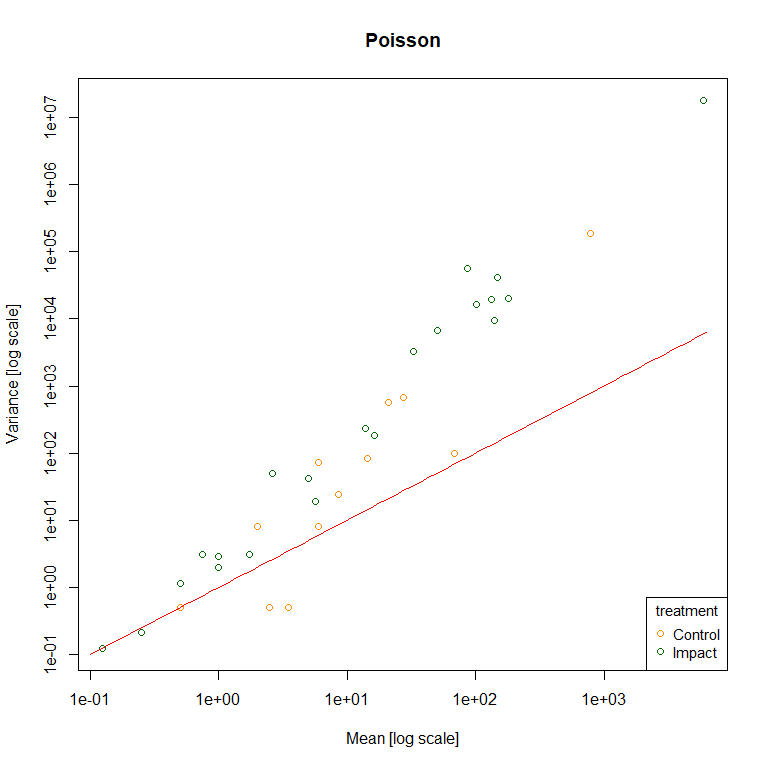 Poisson
Variance [log scale]
1e+07
1e+06
1e+05
1e+04
1e+03
1e+02
1e+01
1e+00
1e-01
1e-01 1e+00 1e+01 1e+02 1e+03
Mean [log scale]
treatment
Control
Impact